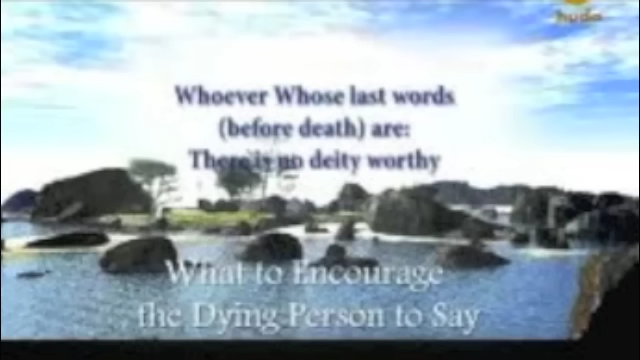 huda
Whoever Whose last words
(before death) are:
There is no deity worthy
What to Encourage
the Dying Person to Say